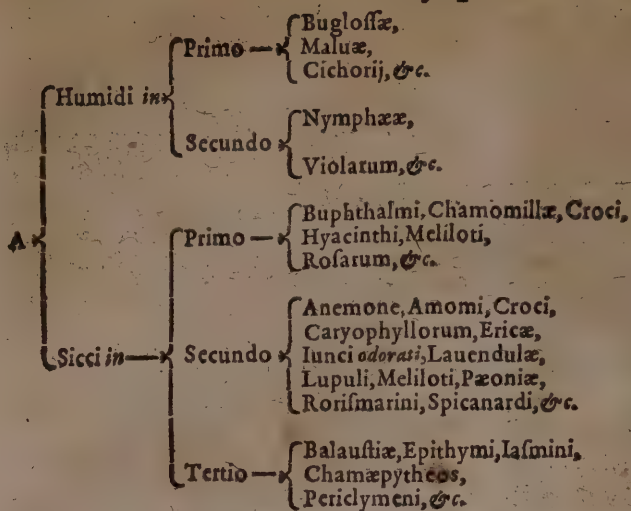 Bugloſſæ,
Primo
Maluæ,
Cichorij, &c.
Humidi in
Nymphææ,
Secundo
Violarum, &c.
A
Buphthalmi, Chamomillæ, Croci,
Primo
Hyacinthi, Meliloti,
Roſarum, &c.
Anemone, Amomi, Croci,
Caryophyllorum, Ericæ,
Sicci in
Secundo
Iunci odorati, Lauendulæ,
Lupuli, Meliloti, Pæoniæ,
Roriſmarini, Spicanardi, &c.
Balauſtiæ, Epithymi, Iaſmini,
Tertio
Chamæpytheos,
Periclymeni, &c.